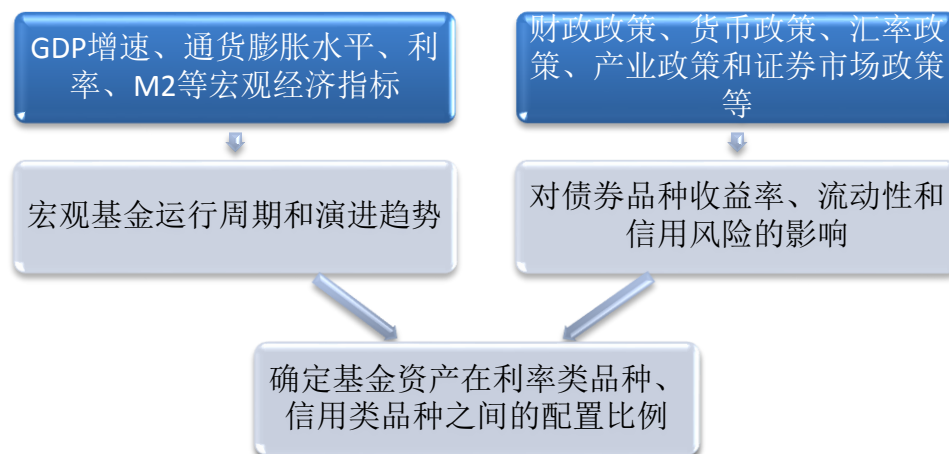 GDP增速、通货膨胀水平、利
率、M2等宏观经济指标
财政政策、货币政策、汇率政
策、产业政策和证券市场政策
等
宏观基金运行周期和演进趋势
对债券品种收益率、流动性和
信用风险的影响
确定基金资产在利率类品种、
信用类品种之间的配置比例